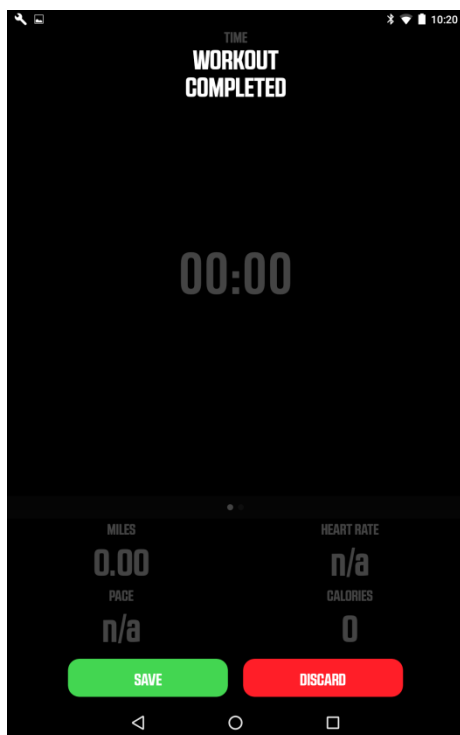 10:20
TIME
WORKOUT
COMPLETED
00:00
MILES HEART RATE
0.00 n/a
PACE CALORIES
n/a 0
SAVE DISCARD